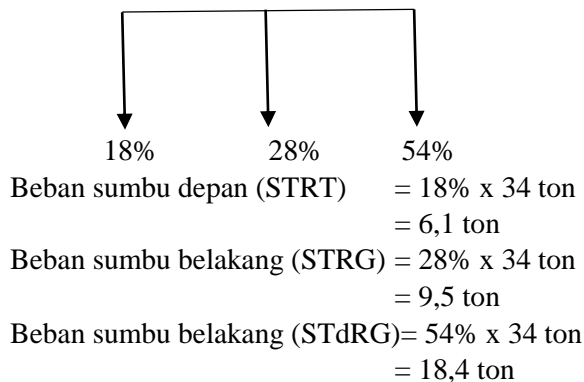 18% 28% 54%
Beban sumbu depan (STRT) = 18% x 34 ton
= 6,1 ton
Beban sumbu belakang (STRG) = 28% x 34 ton
= 9,5 ton
Beban sumbu belakang (STdRG)= 54% x 34 ton
= 18,4 ton